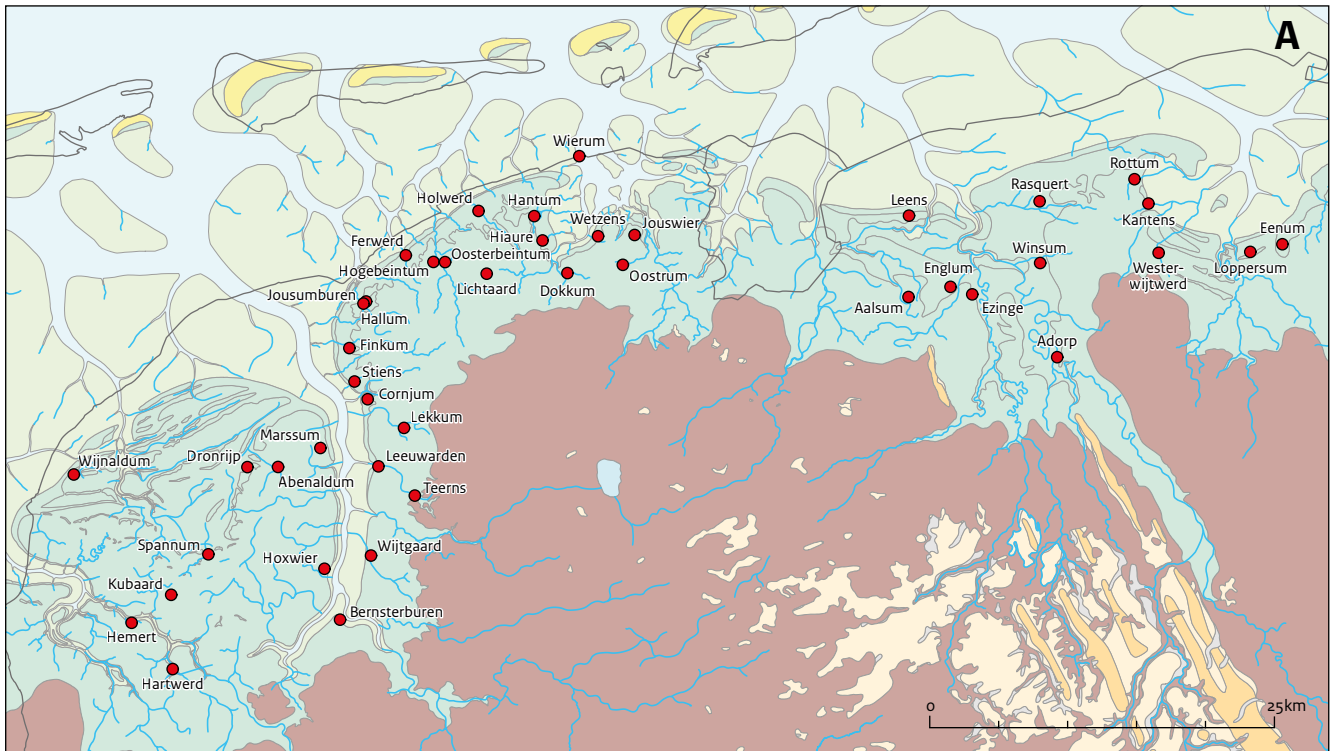 A
Wierum
Rottum
Rasquert
Holwerd
Hantum
Leens
Wetzens
Jouswier
Kantens
Eenum
Ferwerd
Hiaure
Winsum
Oosterbeintum
Hogebeintum
Oostrum
Englum
Wester-
wijtwerd
Loppersum
Lichtaard
Dokkum
Jousumburen
Aalsum
Ezinge
Hallum
Finkum
Adorp
Stiens
Cornjum
Lekkum
Marssum
Dronrijp
Leeuwarden
Wijnaldum
Abenaldum
Teerns
Spannum
Wijtgaard
Hoxwier
Kubaard
Bernsterburen
Hemert
Hartwerd
0
25km